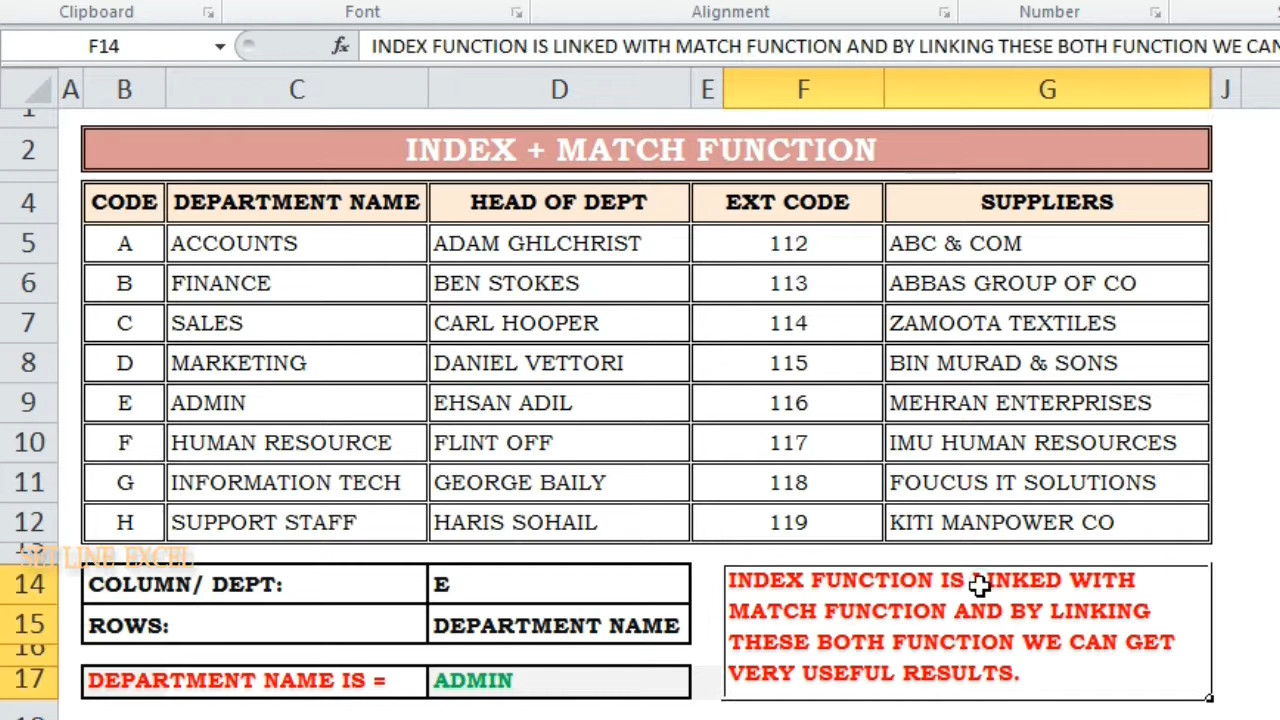 Clipboard Font Alignment Number
F14 fx INDEX FUNCTION IS LINKED WITH MATCH FUNCTION AND BY LINKING THESE BOTH FUNCTION WE CAN
A B C D E F G J
2 INDEX + MATCH FUNCTION
4 CODE DEPARTMENT NAME HEAD OF DEPT EXT CODE SUPPLIERS
5 A ACCOUNTS ADAM GHLCHRIST 112 ABC & COM
6 B FINANCE BEN STOKES 113 ABBAS GROUP OF CO
7 C SALES CARL HOOPER 114 ZAMOOTA TEXTILES
8 D MARKETING DANIEL VETTORI 115 BIN MURAD & SONS
9 E ADMIN EHSAN ADIL 116 MEHRAN ENTERPRISES
10 F HUMAN RESOURCE FLINT OFF 117 IMU HUMAN RESOURCES
11 G INFORMATION TECH GEORGE BAILY 118 FOUCUS IT SOLUTIONS
12 H SUPPORT STAFF HARIS SOHAIL 119 KITI MANPOWER CO
LINE EXCEL
14 COLUMN/ DEPT: E
15 ROWS: DEPARTMENT NAME
17 DEPARTMENT NAME IS = ADMIN
INDEX FUNCTION IS LINKED WITH
MATCH FUNCTION AND BY LINKING
THESE BOTH FUNCTION WE CAN GET
VERY USEFUL RESULTS.